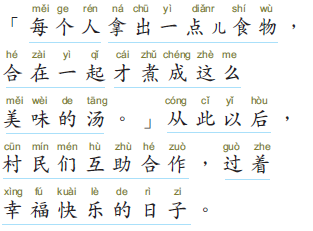 měi ge rén ná chū yì diǎnr shí wù
「每个人拿出一点儿食物，
hé zài yì qǐ cái zhǔ chéng zhè me
合在一起才煮成这么
měi wèi de tāng cóng cǐ yǐ hòu
美味的汤。」从此以后，
cūn mín mén hù zhù hé zuò guò zhe
村民们互助合作，过着
xìng fú kuài lè de rì zi
幸福快乐的日子。